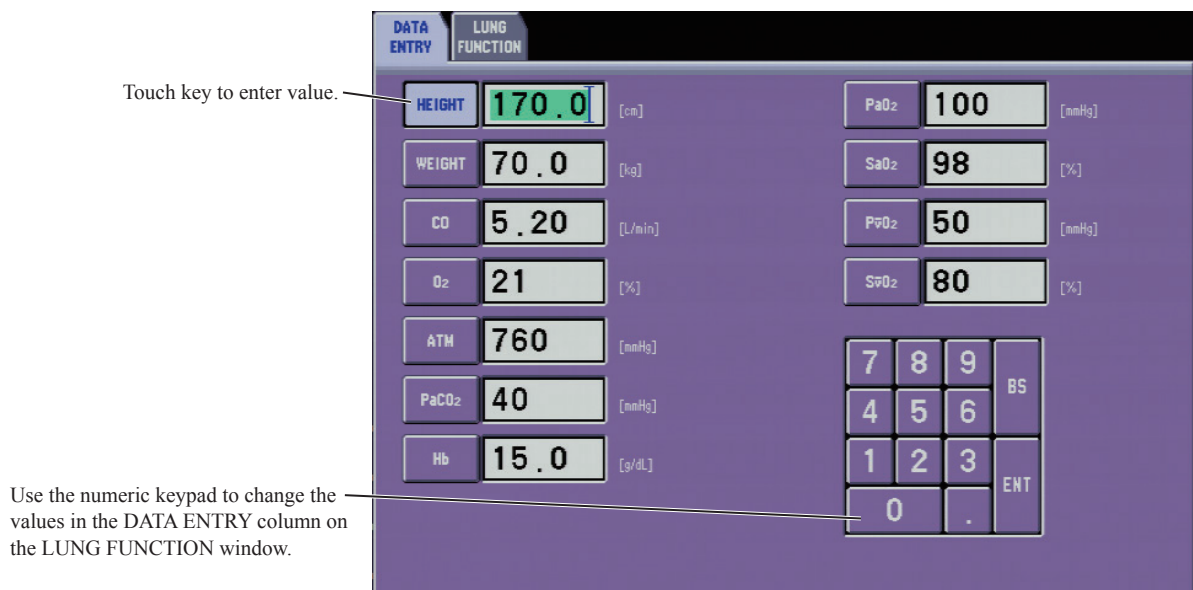 DATA
ENTRY
LUNG
FUNCTION
Touch key to enter value.
HEIGHT 170.0 [cm]
WEIGHT 70.0 [kg]
CO 5.20 [L/min]
O₂ 21 [%]
ATM 760 [mmHg]
PaCO₂ 40 [mmHg]
Hb 15.0 [g/dL]
PaO₂ 100 [mmHg]
SaO₂ 98 [%]
Pv̄O₂ 50 [mmHg]
Sv̄O₂ 80 [%]
7 8 9 BS
4 5 6
1 2 3 ENT
0 .
Use the numeric keypad to change the
values in the DATA ENTRY column on
the LUNG FUNCTION window.